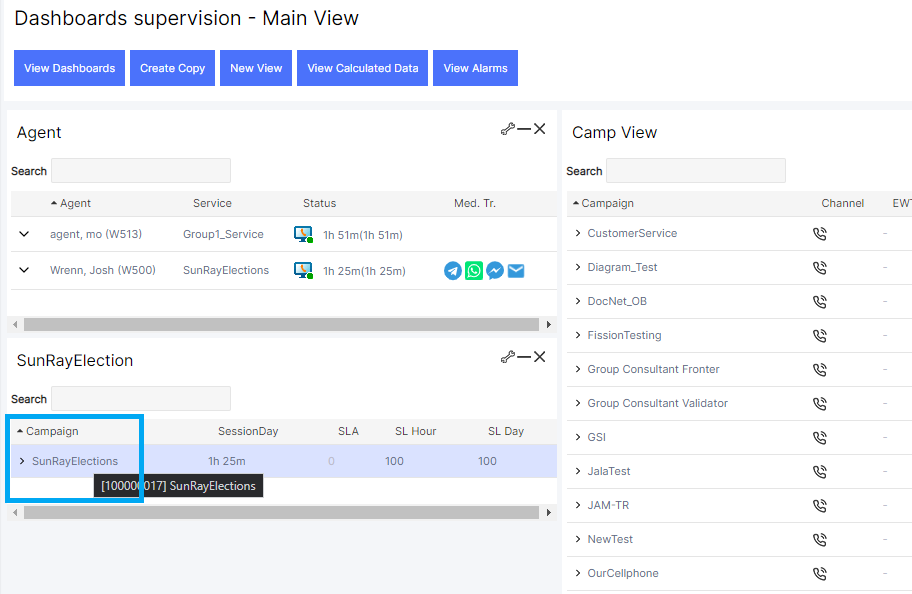 Dashboards supervision - Main View
View Dashboards
Create Copy
New View
View Calculated Data
View Alarms
Agent
Search
Agent Service Status Med. Tr.
agent, mo (W513) Group1_Service 1h 51m(1h 51m)
Wrenn, Josh (W500) SunRayElections 1h 25m(1h 25m)
SunRayElection
Search
Campaign SessionDay SLA SL Hour SL Day
SunRayElections 1h 25m 0 100 100
[100000017] SunRayElections
Camp View
Search
Campaign Channel EWT
CustomerService -
Diagram_Test -
DocNet_OB -
FissionTesting -
Group Consultant Fronter -
Group Consultant Validator -
GSI -
JalaTest -
JAM-TR -
NewTest -
OurCellphone -